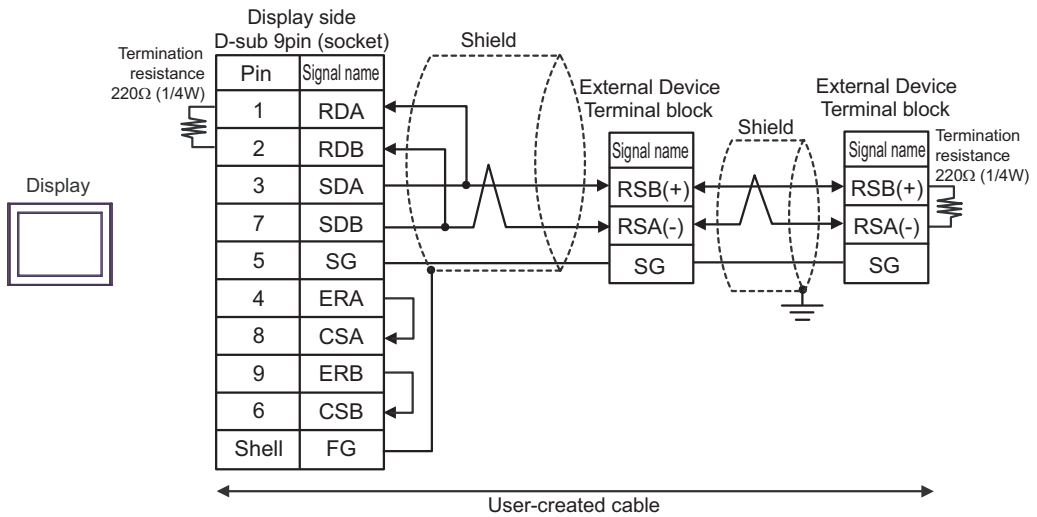 Display side
D-sub 9pin (socket)
Termination
resistance
220Ω (1/4W)
Shield
Pin Signal name
1 RDA
2 RDB
3 SDA
7 SDB
5 SG
4 ERA
8 CSA
9 ERB
6 CSB
Shell FG
Display
External Device
Terminal block
Signal name
RSB(+)
RSA(-)
SG
Shield
External Device
Terminal block
Signal name
RSB(+)
RSA(-)
SG
Termination
resistance
220Ω (1/4W)
User-created cable